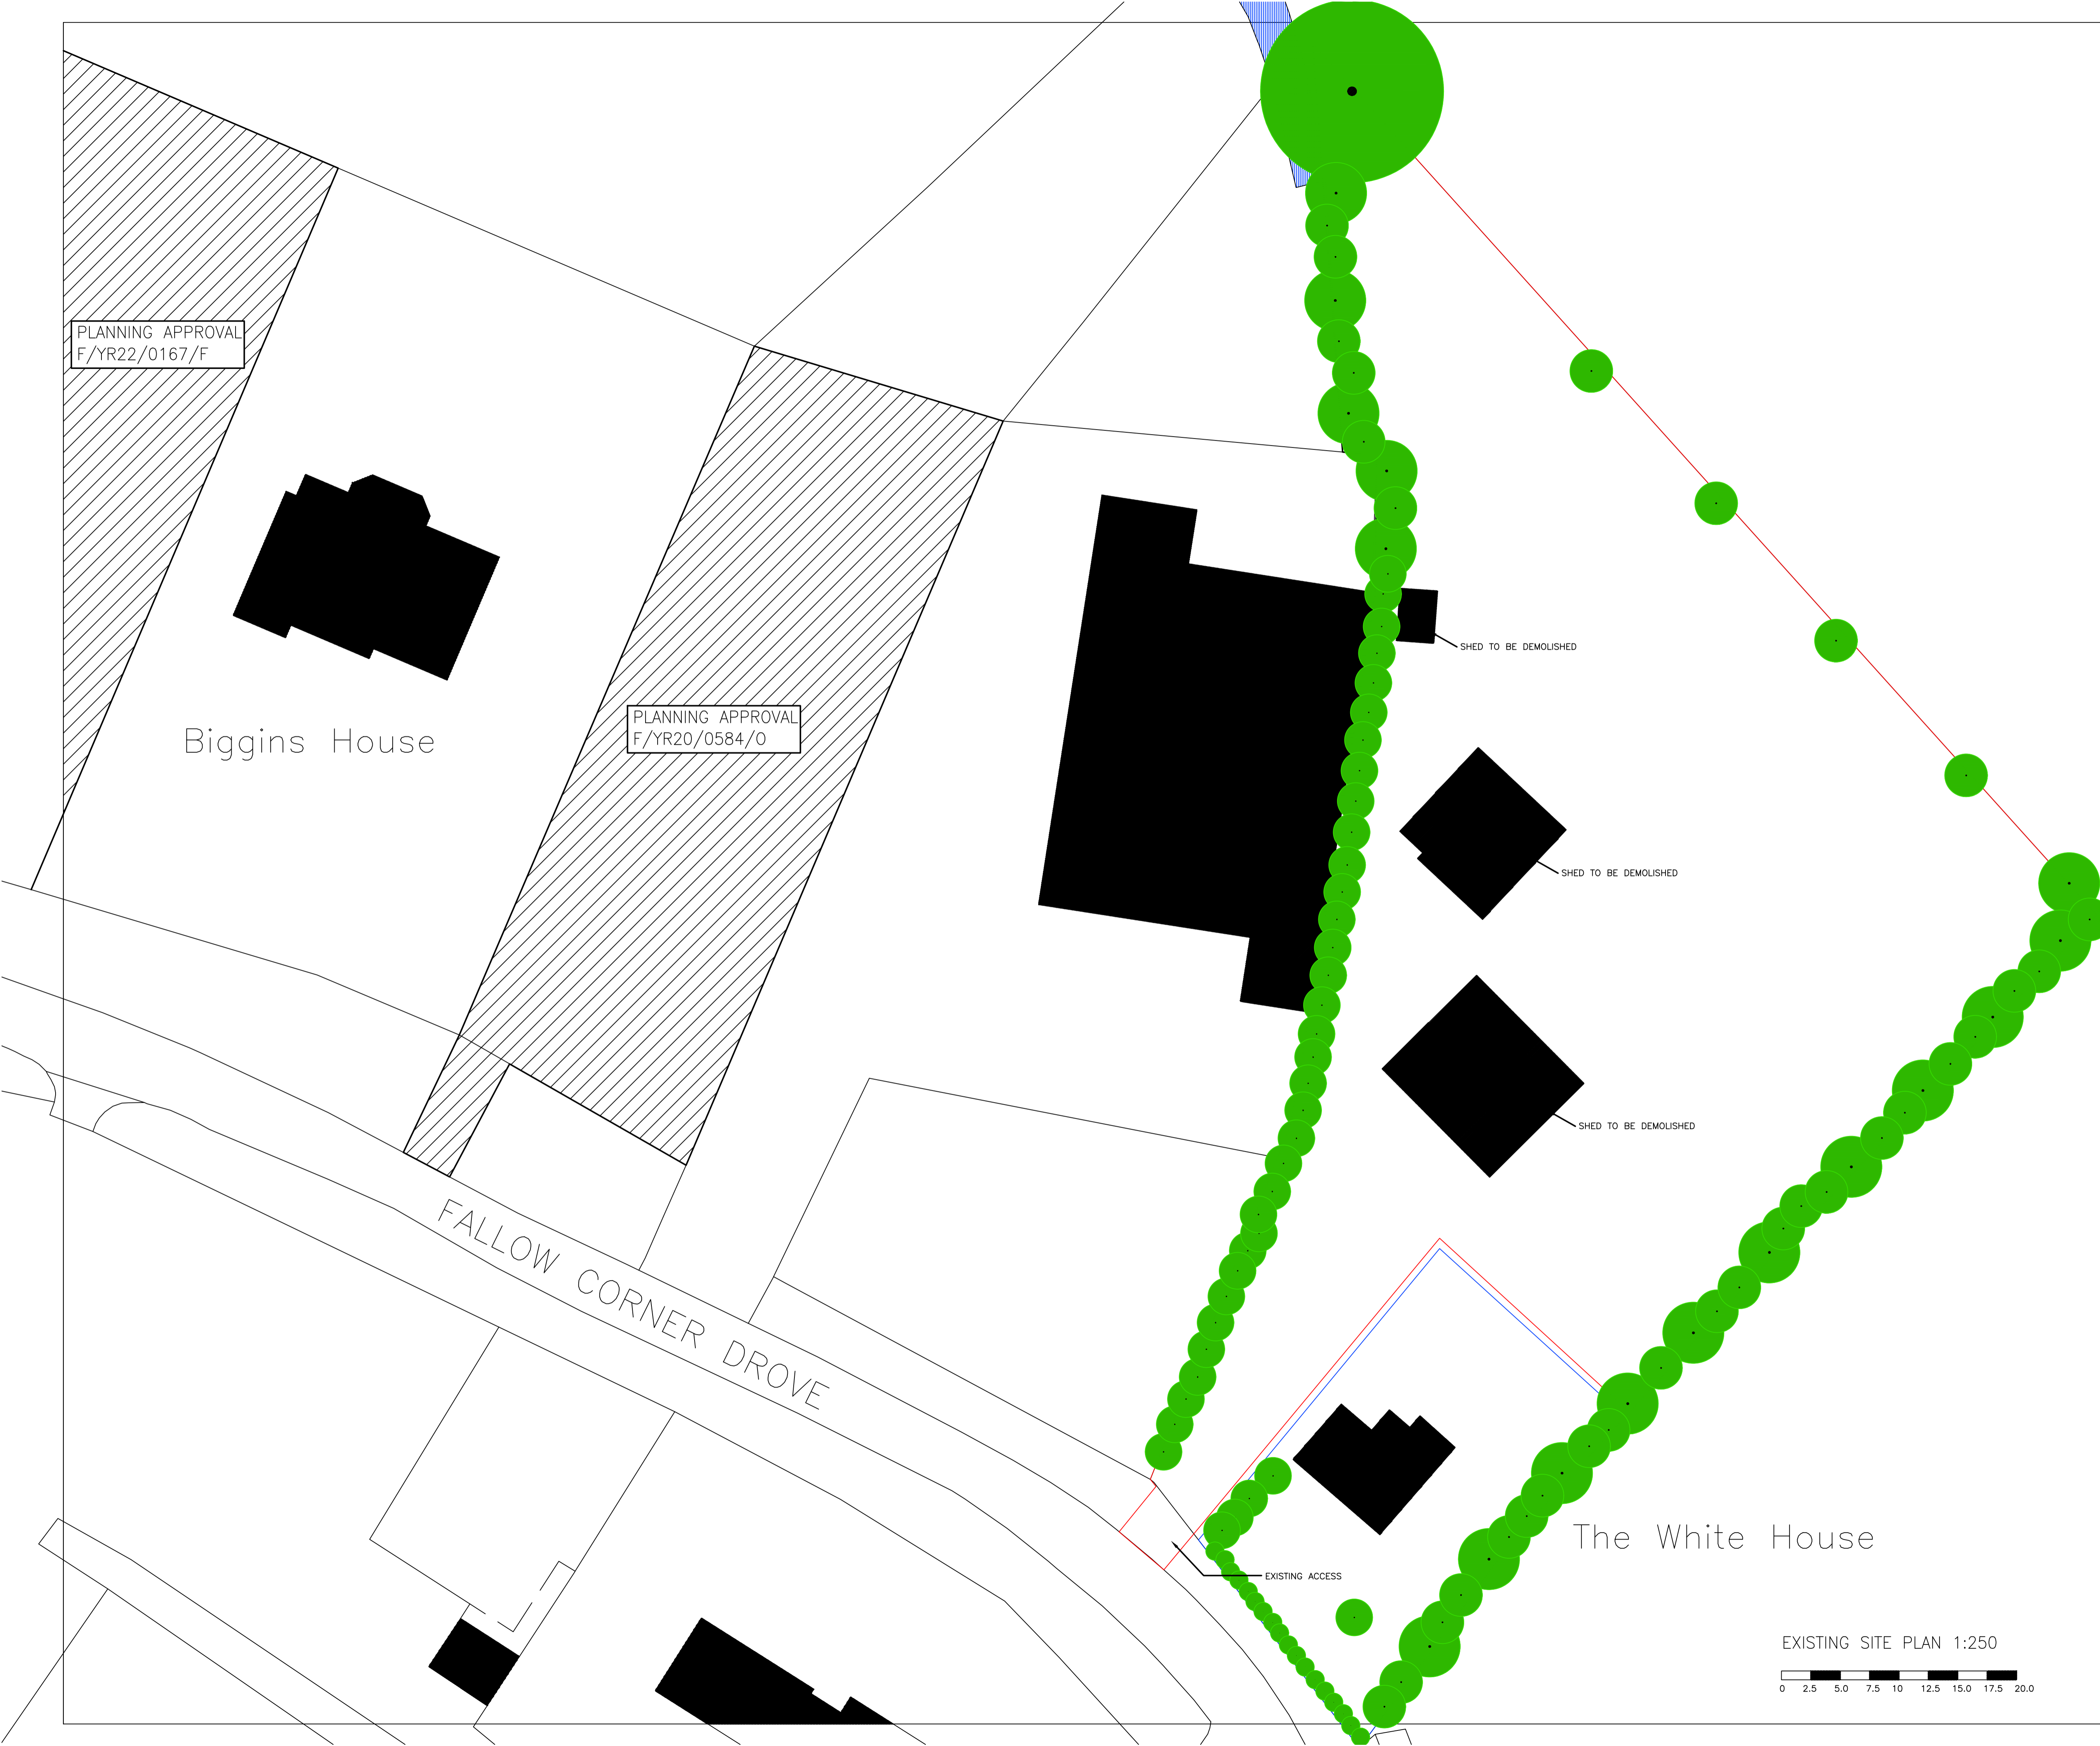 PLANNING APPROVAL
F/YR22/0167/F
Biggins House
PLANNING APPROVAL
F/YR20/0584/O
SHED TO BE DEMOLISHED
SHED TO BE DEMOLISHED
SHED TO BE DEMOLISHED
FALLOW CORNER DROVE
The White House
EXISTING ACCESS
EXISTING SITE PLAN 1:250
0 2.5 5.0 7.5 10 12.5 15.0 17.5 20.0